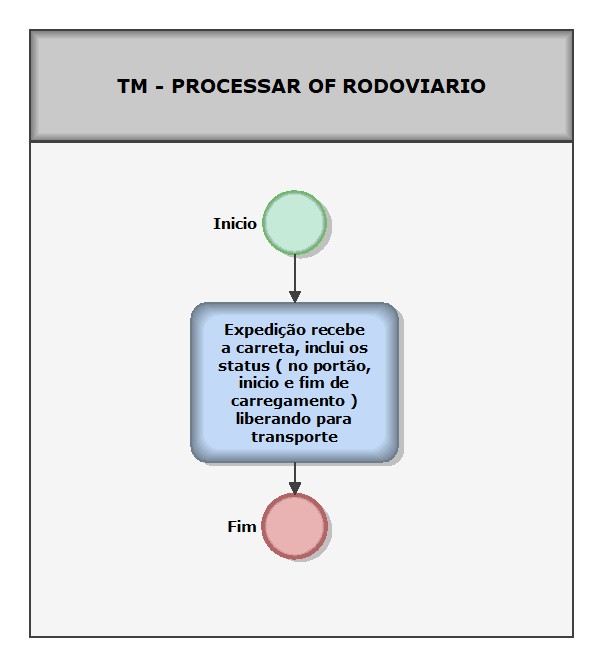 TM - PROCESSAR OF RODOVIARIO
Inicio
Expedição recebe
a carreta, inclui os
status ( no portão,
inicio e fim de
carregamento )
liberando para
transporte
Fim